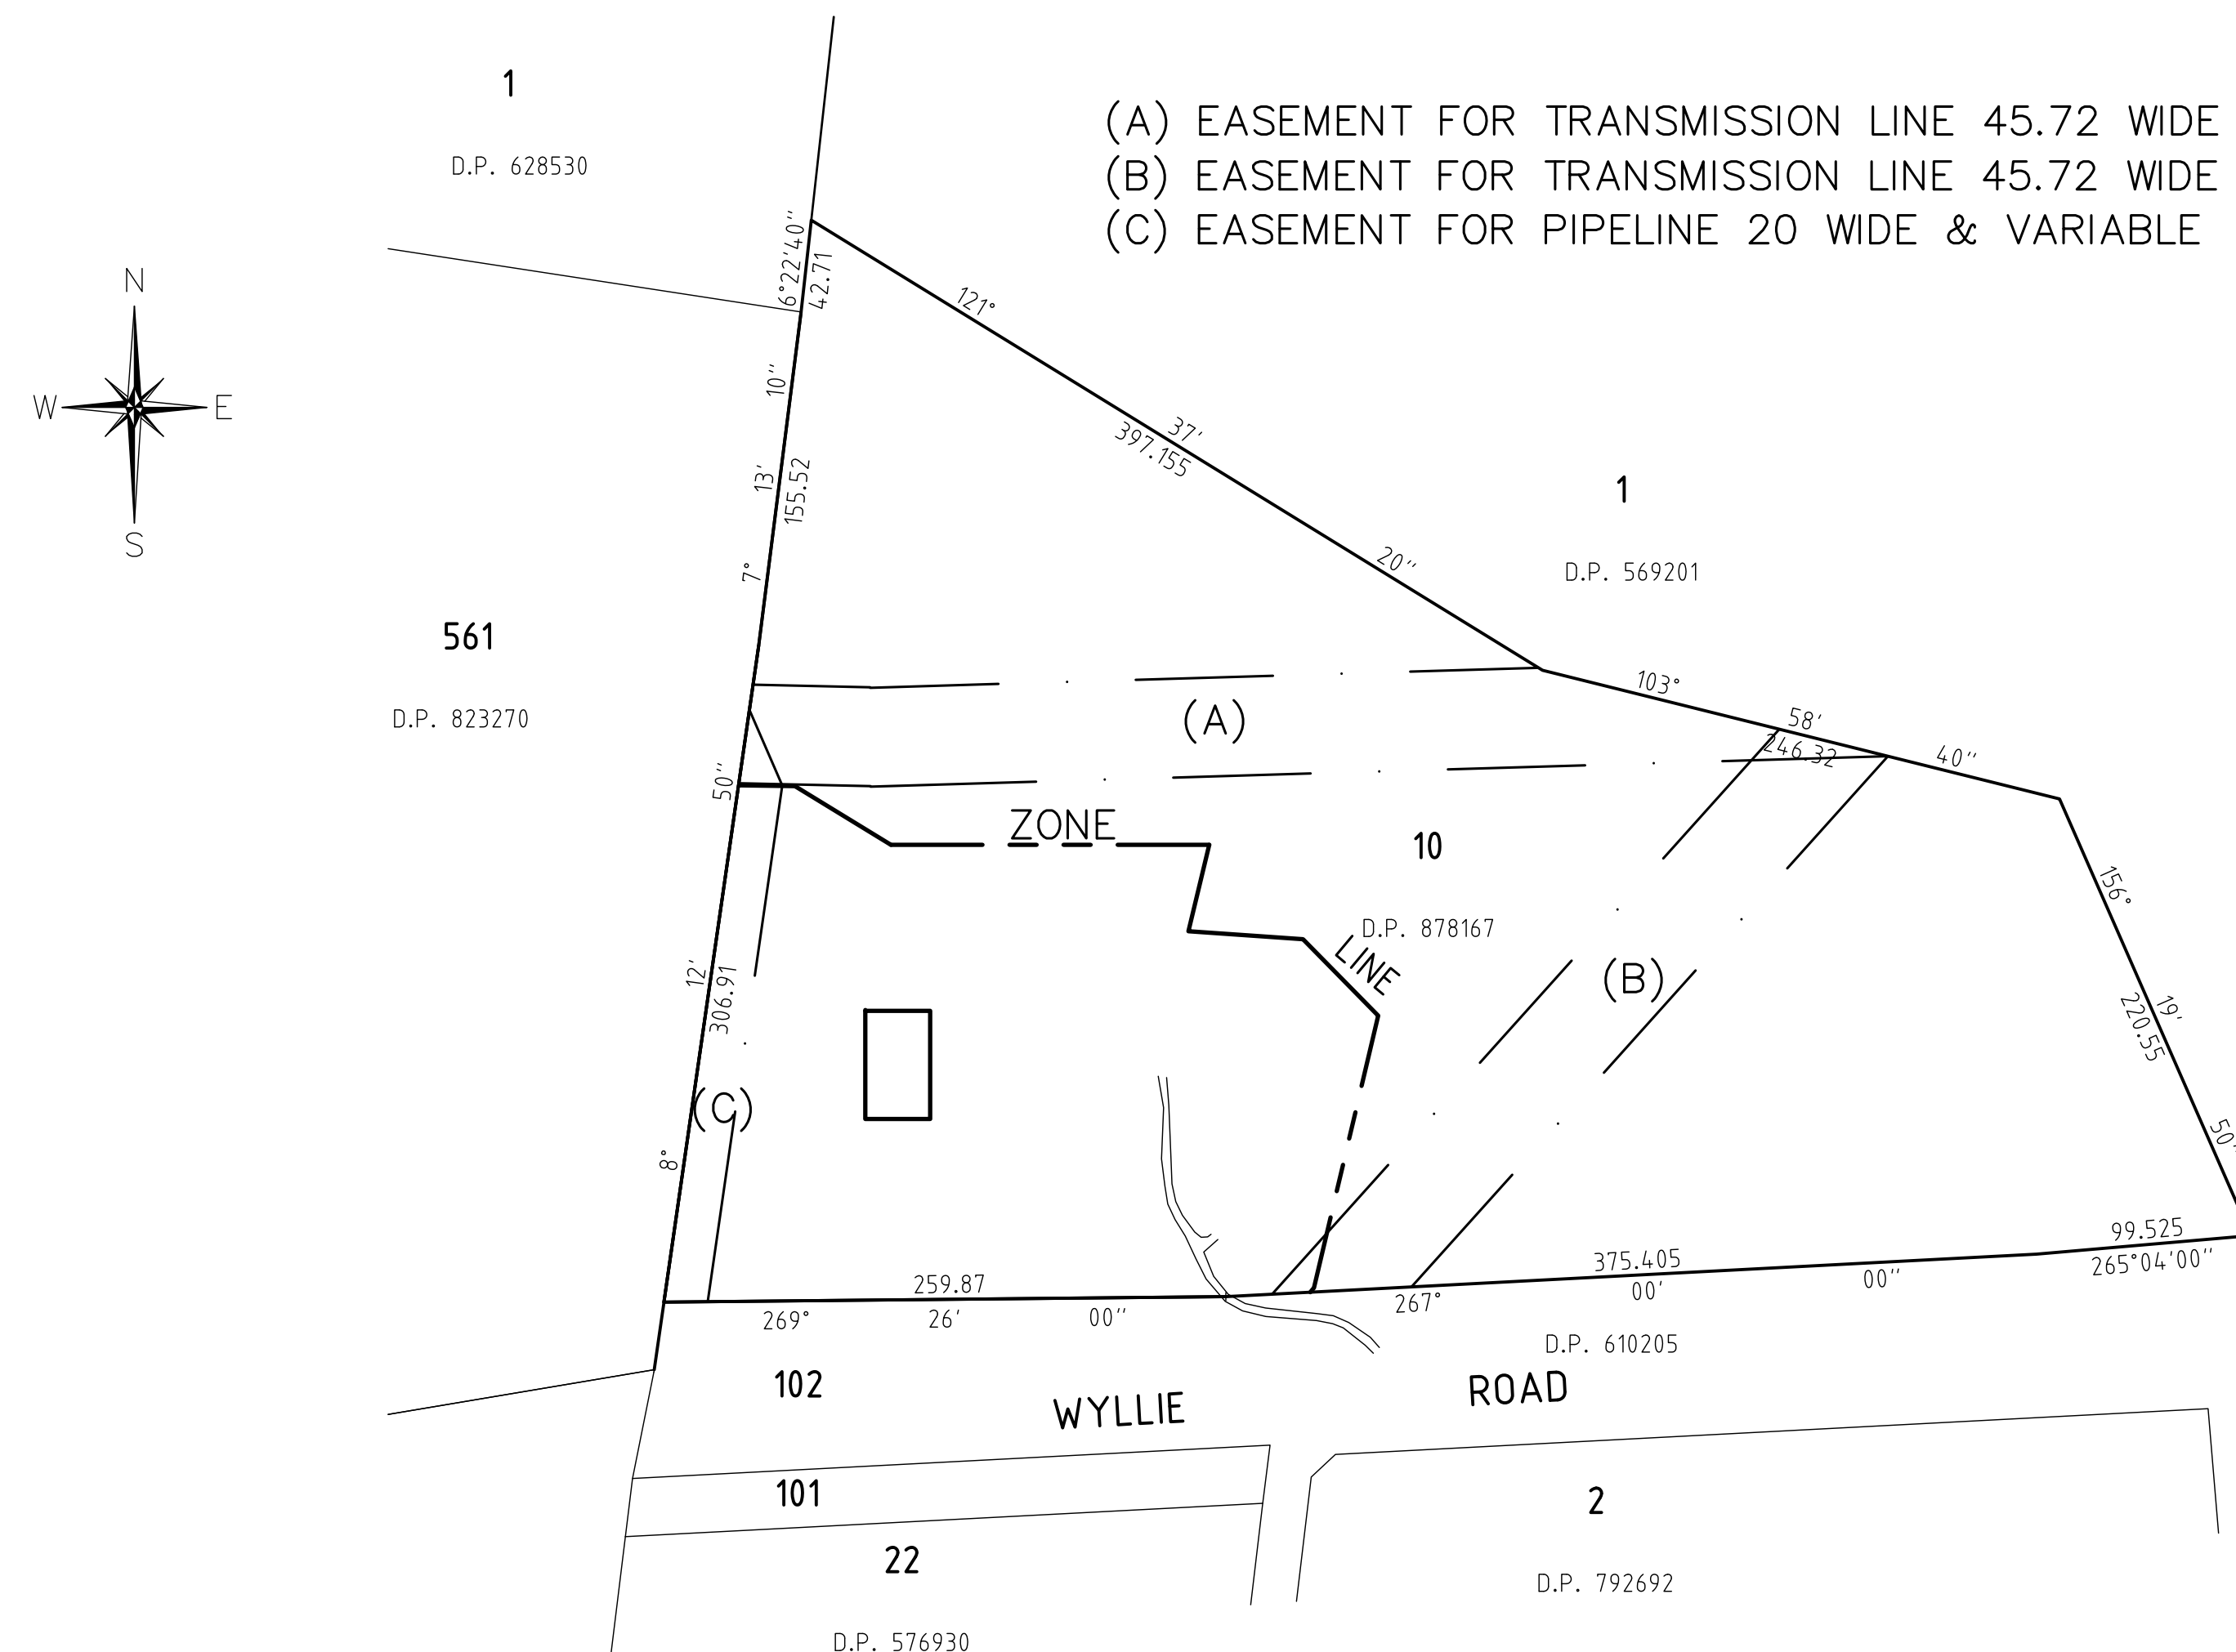 1
D.P. 628530
(A) EASEMENT FOR TRANSMISSION LINE 45.72 WIDE
(B) EASEMENT FOR TRANSMISSION LINE 45.72 WIDE
(C) EASEMENT FOR PIPELINE 20 WIDE & VARIABLE
N
W
E
S
6°22'40"
42.71
121° 37' 20"
397.155
7° 13' 10"
155.52
1
D.P. 569201
561
D.P. 823270
103° 58' 40"
246.32
(A)
ZONE
10
D.P. 878167
LINE
(B)
156° 19' 50"
220.55
8° 12' 50"
306.91
(C)
259.87
269° 26' 00"
375.405
267° 00' 00"
99.525
265°04'00"
D.P. 610205
102
WYLLIE ROAD
101
22
D.P. 576930
2
D.P. 792692